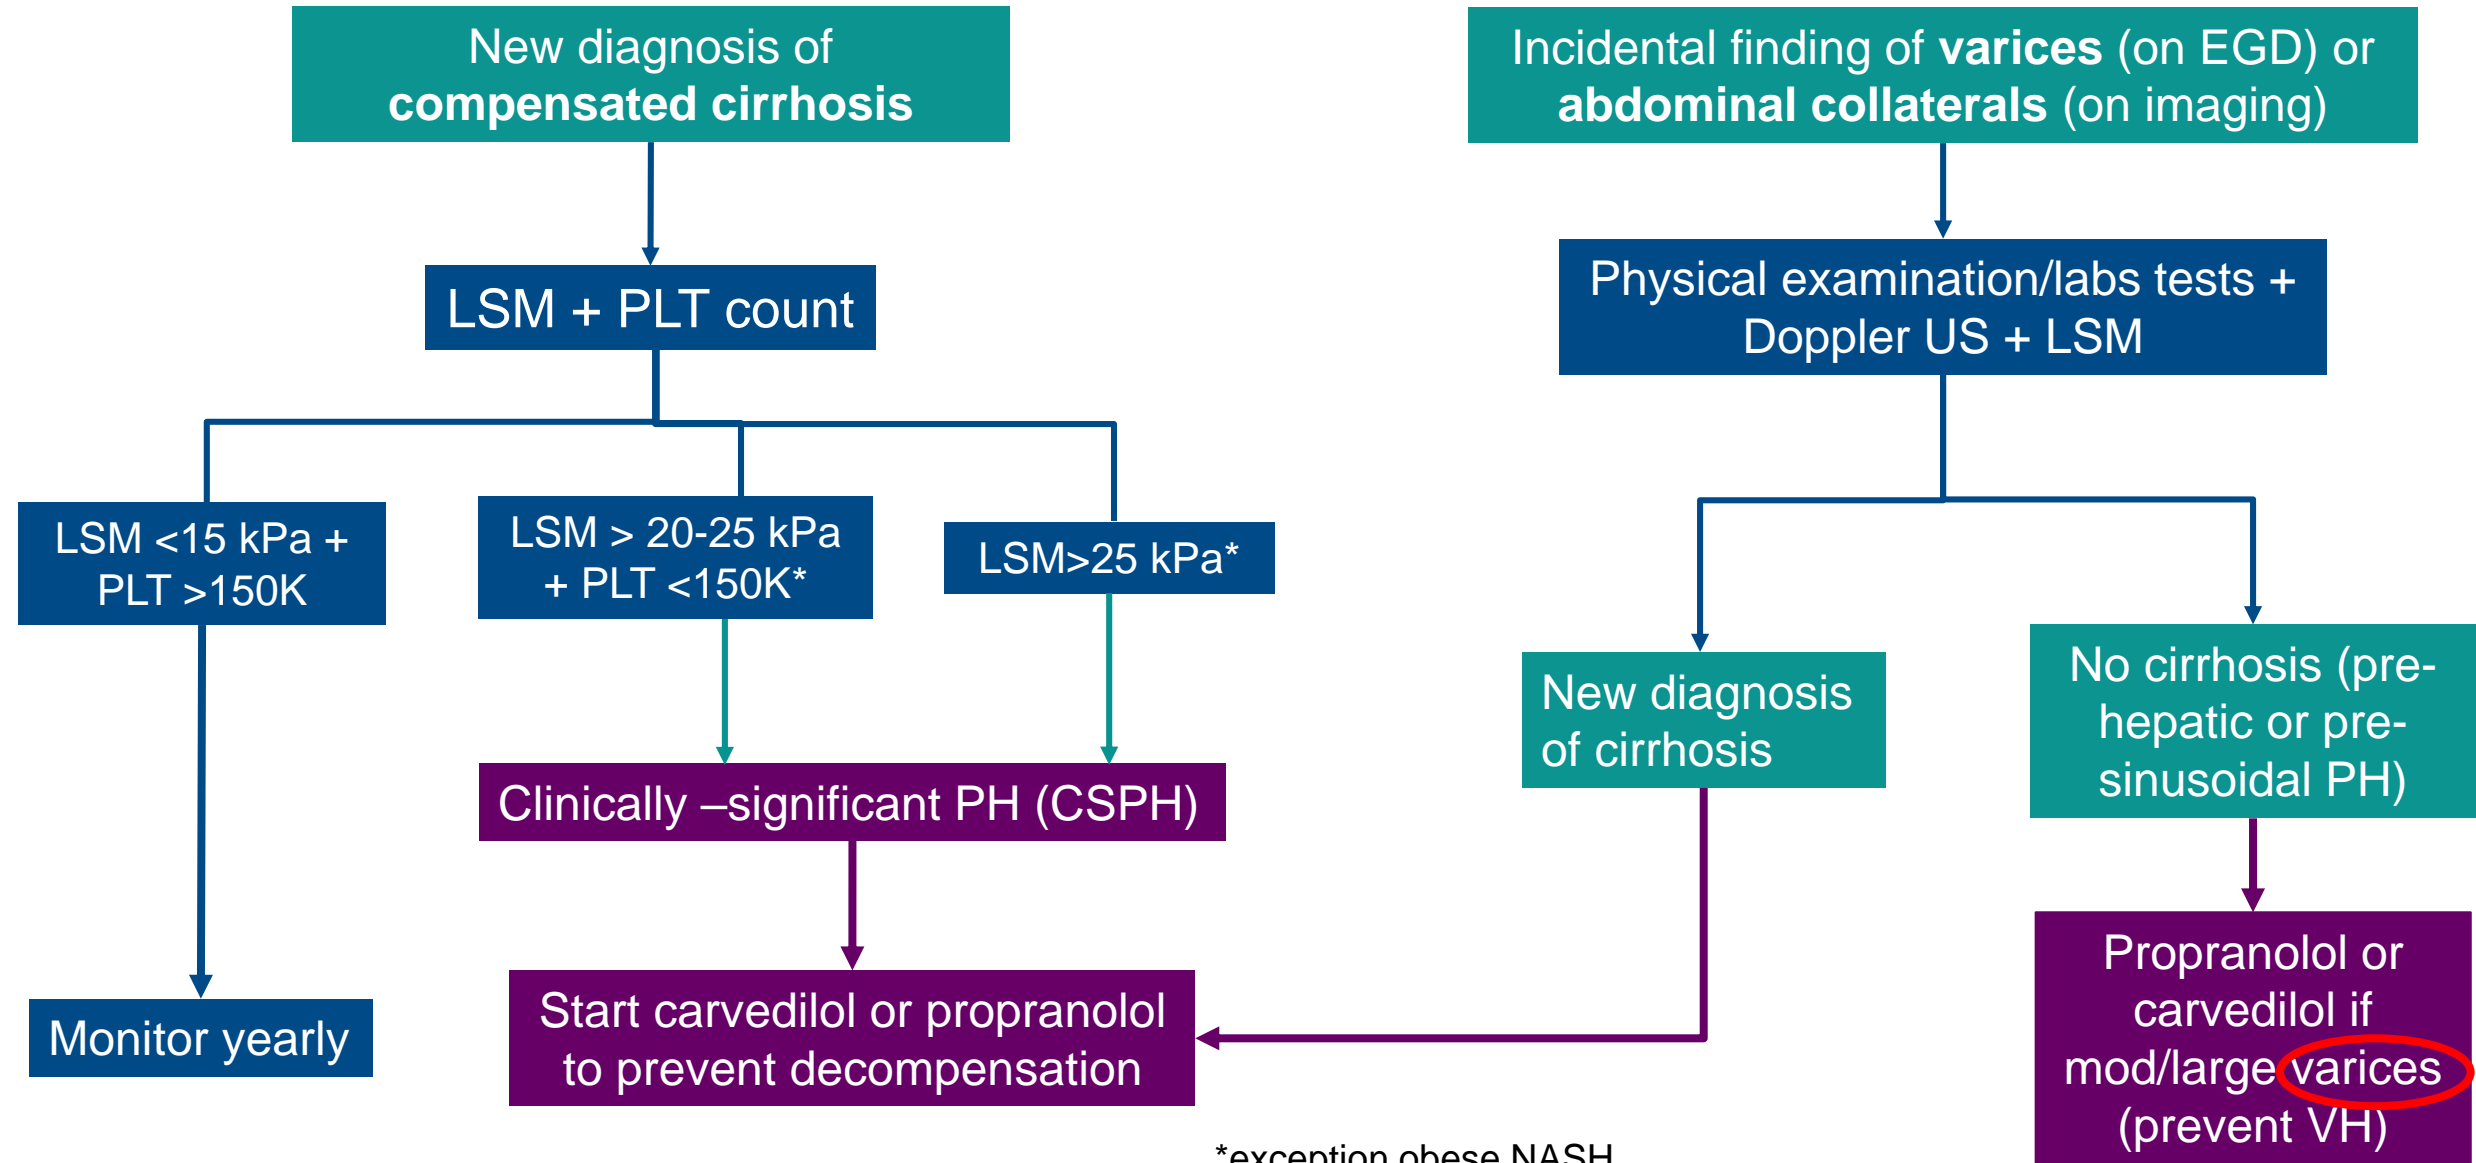 New diagnosis of
compensated cirrhosis
LSM + PLT count
LSM <15 kPa +
PLT >150K
LSM > 20-25 kPa
+ PLT <150K*
LSM>25 kPa*
Clinically –significant PH (CSPH)
Monitor yearly
Start carvedilol or propranolol
to prevent decompensation
Incidental finding of varices (on EGD) or
abdominal collaterals (on imaging)
Physical examination/labs tests +
Doppler US + LSM
New diagnosis
of cirrhosis
No cirrhosis (pre-
hepatic or pre-
sinusoidal PH)
Propranolol or
carvedilol if
mod/large varices
(prevent VH)
*exception obese NASH